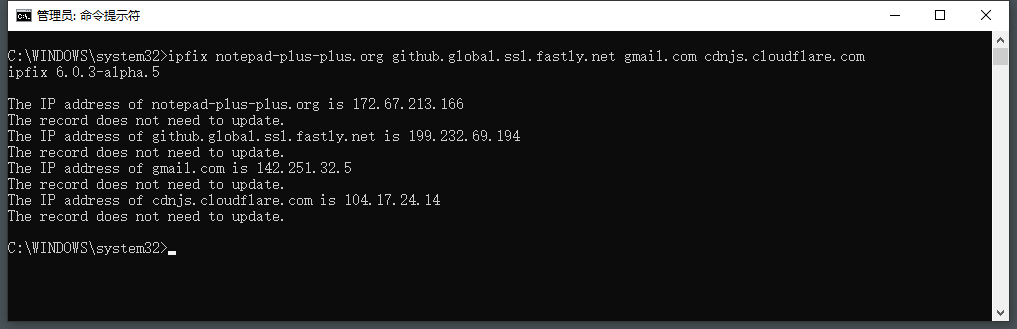 管理员: 命令提示符
C:\WINDOWS\system32>ipfix notepad-plus-plus.org github.global.ssl.fastly.net gmail.com cdnjs.cloudflare.com
ipfix 6.0.3-alpha.5
The IP address of notepad-plus-plus.org is 172.67.213.166
The record does not need to update.
The IP address of github.global.ssl.fastly.net is 199.232.69.194
The record does not need to update.
The IP address of gmail.com is 142.251.32.5
The record does not need to update.
The IP address of cdnjs.cloudflare.com is 104.17.24.14
The record does not need to update.
C:\WINDOWS\system32>